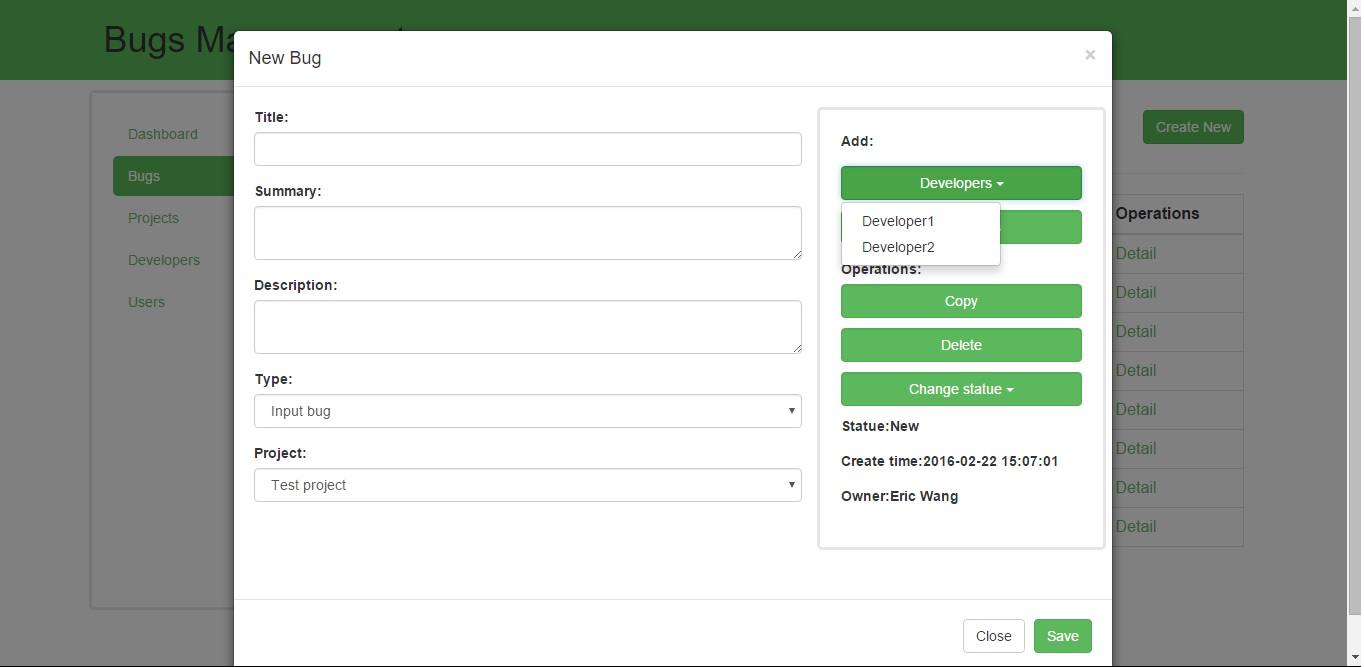 Bugs Ma
New Bug
×
Dashboard
Bugs
Projects
Developers
Users
Title:
Summary:
Description:
Type:
Input bug
Project:
Test project
Add:
Developers
Developer1
Developer2
Operations:
Copy
Delete
Change statue
Statue:New
Create time:2016-02-22 15:07:01
Owner:Eric Wang
Close
Save
Create New
Operations
Detail
Detail
Detail
Detail
Detail
Detail
Detail
Detail